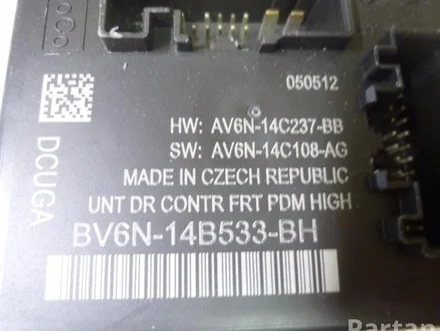 050512
HW: AV6N-14C237-BB
SW: AV6N-14C108-AG
MADE IN CZECH REPUBLIC
UNT DR CONTR FRT PDM HIGH
BV6N-14B533-BH
DCUGA